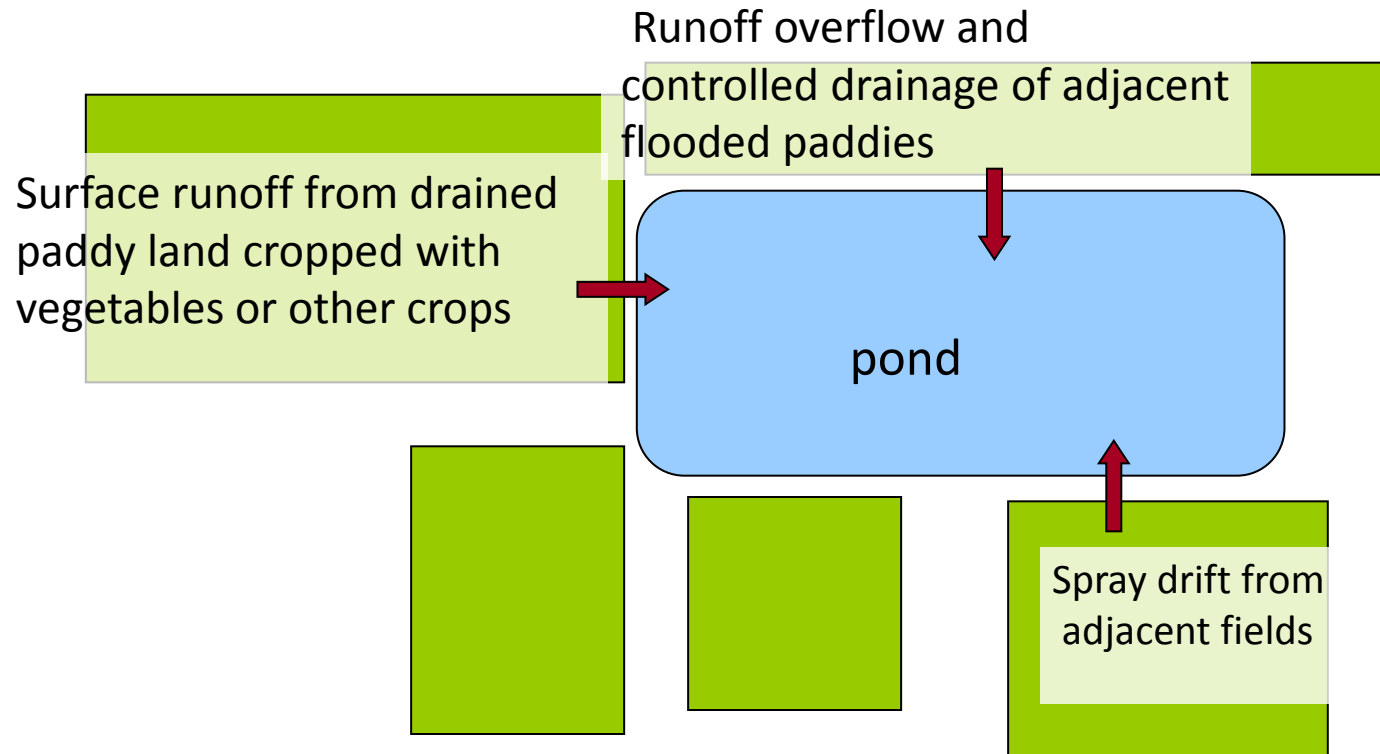 Runoff overflow and
controlled drainage of adjacent
flooded paddies
Surface runoff from drained
paddy land cropped with
vegetables or other crops
pond
Spray drift from
adjacent fields